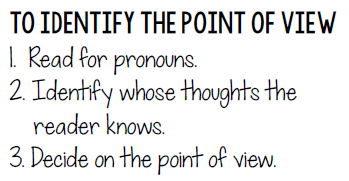 TO IDENTIFY THE POINT OF VIEW
1. Read for pronouns.
2. Identify whose thoughts the
reader knows.
3. Decide on the point of view.